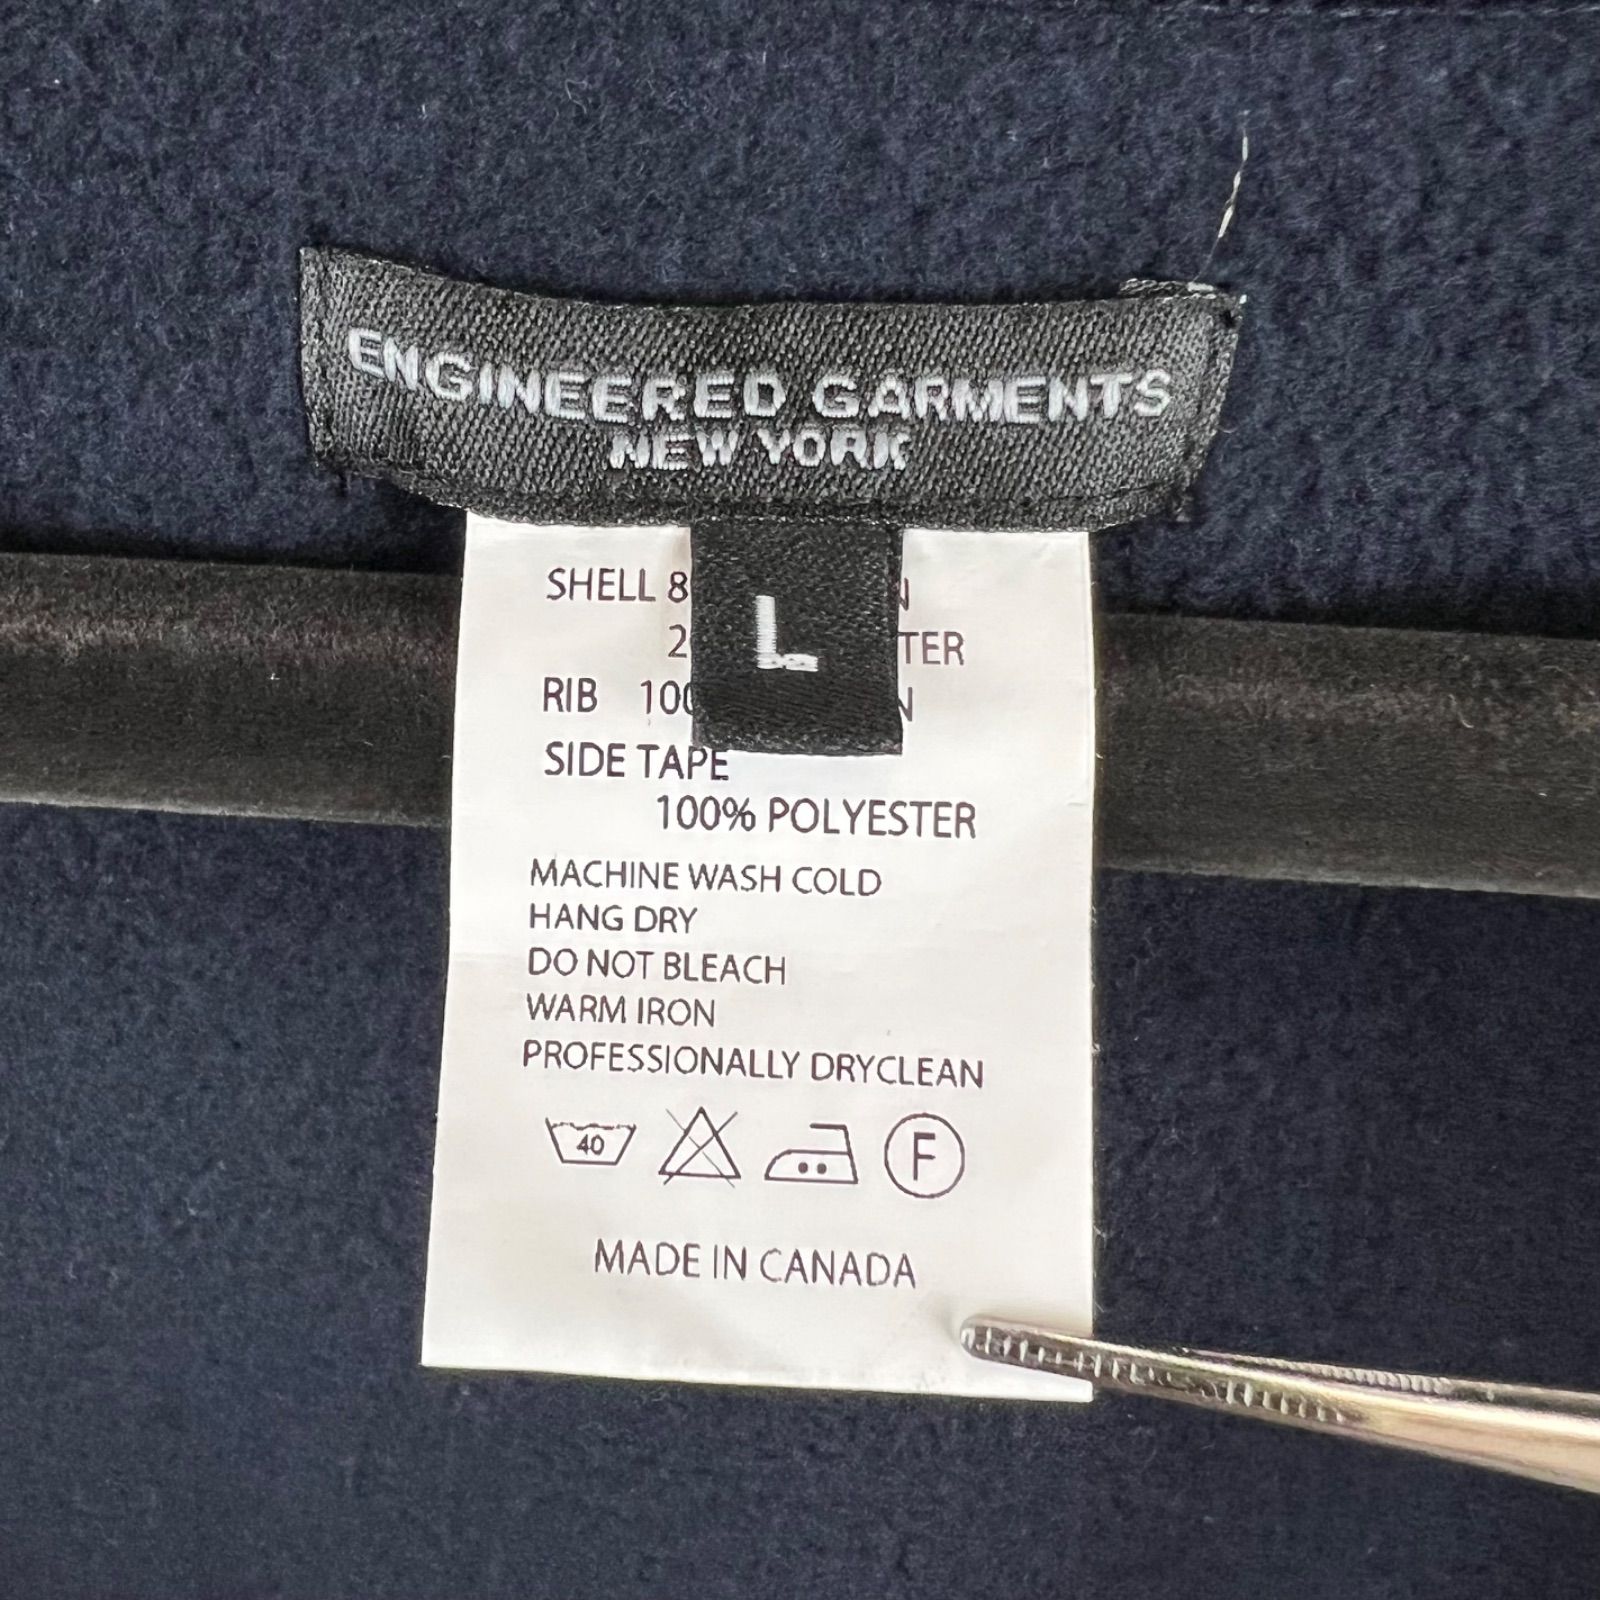 ENGINEERED GARMENTS
NEW YORK
L
SHELL
RIB
SIDE TAPE
100% POLYESTER
MACHINE WASH COLD
HANG DRY
DO NOT BLEACH
WARM IRON
PROFESSIONALLY DRYCLEAN
40 F
MADE IN CANADA